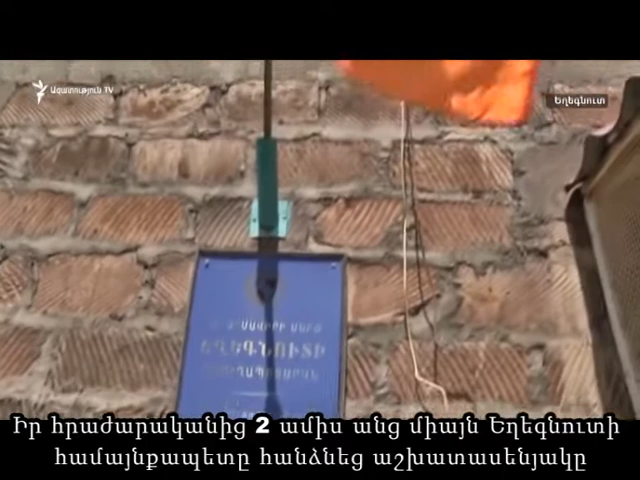 Ազատություն TV
Եղեգնուտ
ԵՂԵԳՆՈՒՏԻ
Իր հրաժարականից 2 ամիս անց միայն Եղեգնուտի
համայնքապետը հանձնեց աշխատասենյակը